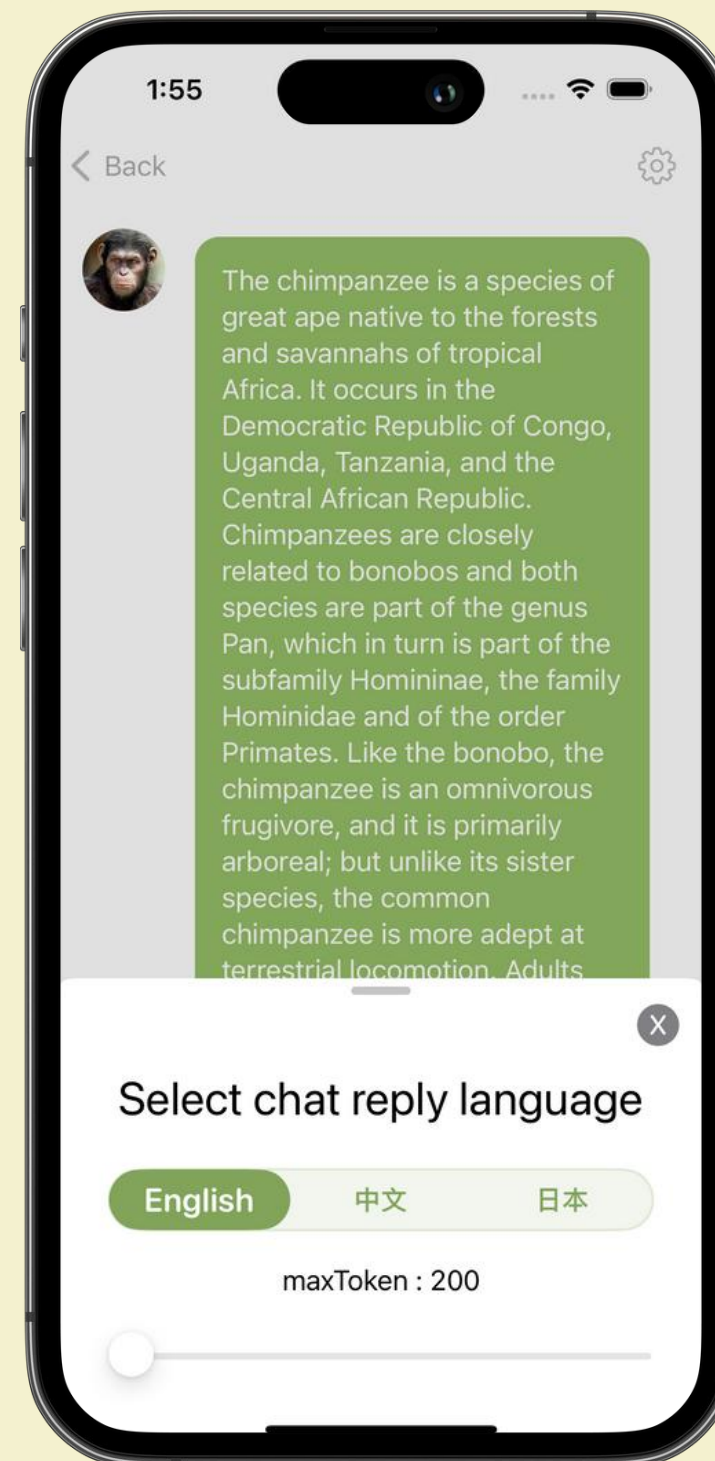 1:55
Back
The chimpanzee is a species of
great ape native to the forests
and savannahs of tropical
Africa. It occurs in the
Democratic Republic of Congo,
Uganda, Tanzania, and the
Central African Republic.
Chimpanzees are closely
related to bonobos and both
species are part of the genus
Pan, which in turn is part of the
subfamily Homininae, the family
Hominidae and of the order
Primates. Like the bonobo, the
chimpanzee is an omnivorous
frugivore, and it is primarily
arboreal; but unlike its sister
species, the common
chimpanzee is more adept at
terrestrial locomotion. Adults
X
Select chat reply language
English 中文 日本
maxToken : 200